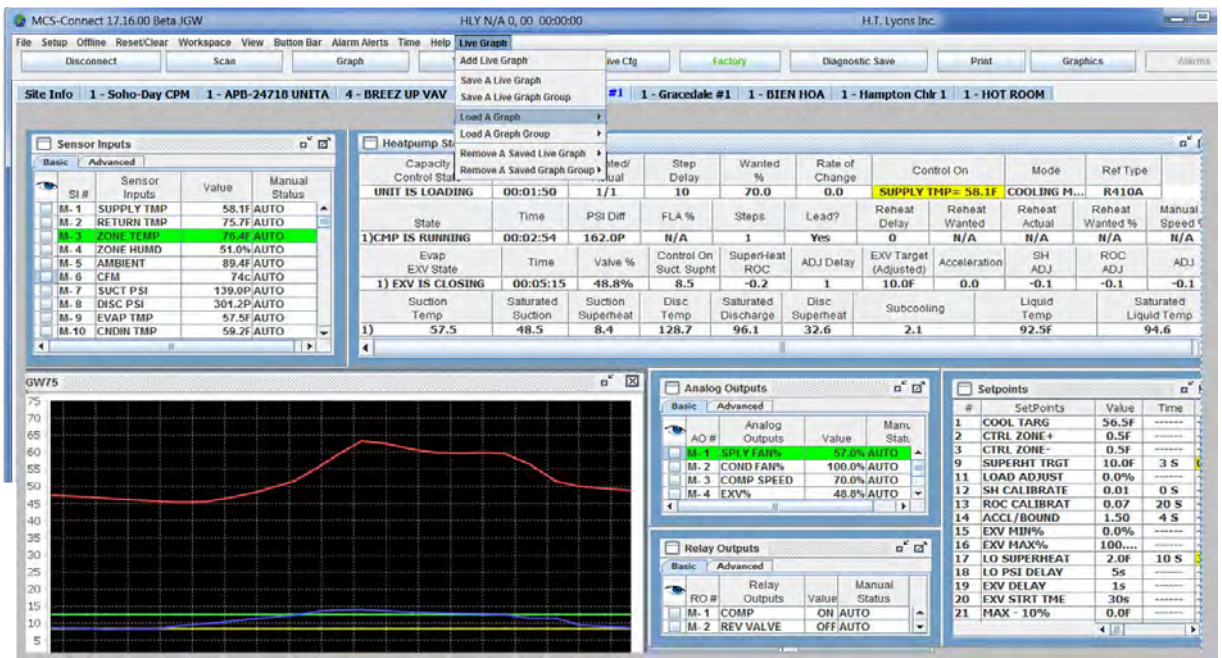 MCS-Connect 17.16.00 Beta JGW HLY N/A 0, 00 00:00:00 H.T. Lyons Inc.
File Setup Offline Reset/Clear Workspace View Button Bar Alarm Alerts Time Help Live Graph
Disconnect Scan Graph ive Cfg Factory Diagnostic Save Print Graphics Alarms
Add Live Graph
Save A Live Graph
Save A Live Graph Group
Load A Graph
Load A Graph Group
Remove A Saved Live Graph
Remove A Saved Graph Group
Site Info 1 - Soho-Day CPM 1 - APB-24718 UNITA 4 - BREEZ UP VAV #1 1 - Gracedale #1 1 - BIEN HOA 1 - Hampton Chlr 1 1 - HOT ROOM
Sensor Inputs
Basic Advanced
SI # Sensor Inputs Value Manual Status
M- 1 SUPPLY TMP 58.1F AUTO
M- 2 RETURN TMP 75.7F AUTO
M- 3 ZONE TEMP 76.4F AUTO
M- 4 ZONE HUMD 51.0% AUTO
M- 5 AMBIENT 89.4F AUTO
M- 6 CFM 74c AUTO
M- 7 SUCT PSI 139.0P AUTO
M- 8 DISC PSI 301.2P AUTO
M- 9 EVAP TMP 57.5F AUTO
M-10 CNDIN TMP 59.2F AUTO
Heatpump St
Capacity Control State nted/ ual Step Delay Wanted % Rate of Change Control On Mode Ref Type
UNIT IS LOADING 00:01:50 1/1 10 70.0 0.0 SUPPLY TMP= 58.1F COOLING M... R410A
State Time PSI Diff FLA % Steps Lead? Reheat Delay Reheat Wanted Reheat Actual Reheat Wanted % Manual Speed
1)CMP IS RUNNING 00:02:54 162.0P N/A 1 Yes 0 N/A N/A N/A N/A
Evap EXV State Time Valve % Control On Suct. Supht SuperHeat ROC ADJ Delay EXV Target (Adjusted) Acceleration SH ADJ ROC ADJ ADJ
1) EXV IS CLOSING 00:05:15 48.8% 8.5 -0.2 1 10.0F 0.0 -0.1 -0.1 -0.1
Suction Temp Saturated Suction Suction Superheat Disc Temp Saturated Discharge Disc Superheat Subcooling Liquid Temp Saturated Liquid Temp
1) 57.5 48.5 8.4 128.7 96.1 32.6 2.1 92.5F 94.6
GW75
75
70
65
60
55
50
45
40
35
30
25
20
15
10
5
Analog Outputs
Basic Advanced
AO # Analog Outputs Value Manu Statu
M- 1 SPLY FAN% 57.0% AUTO
M- 2 COND FAN% 100.0% AUTO
M- 3 COMP SPEED 70.0% AUTO
M- 4 EXV% 48.8% AUTO
Relay Outputs
Basic Advanced
RO # Relay Outputs Value Manual Status
M- 1 COMP ON AUTO
M- 2 REV VALVE OFF AUTO
Setpoints
# SetPoints Value Time
1 COOL TARG 56.5F ------
2 CTRL ZONE+ 0.5F ------
3 CTRL ZONE- 0.5F ------
9 SUPERHT TRGT 10.0F 3 S
11 LOAD ADJUST 0.0% ------
12 SH CALIBRATE 0.01 0 S
13 ROC CALIBRAT 0.07 20 S
14 ACCL/BOUND 1.50 4 S
15 EXV MIN% 0.0% ------
16 EXV MAX% 100.... ------
17 LO SUPERHEAT 2.0F 10 S
18 LO PSI DELAY 5s ------
19 EXV DELAY 1s ------
20 EXV STRT TME 30s ------
21 MAX - 10% 0.0F ------